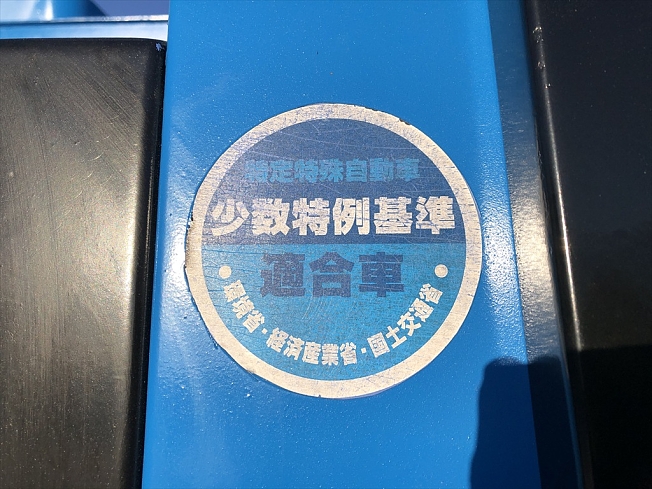 特定特殊自動車
少数特例基準
適合車
●環境省・経済産業省・国土交通省●